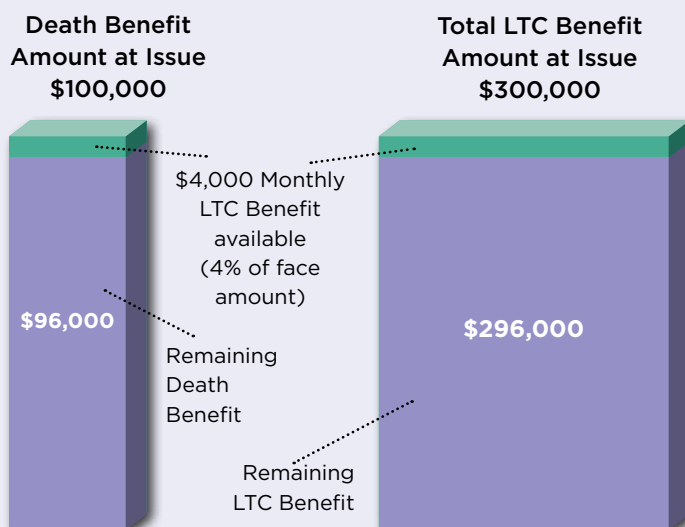 Death Benefit
Amount at Issue
$100,000
Total LTC Benefit
Amount at Issue
$300,000
$4,000 Monthly
LTC Benefit
available
(4% of face
amount)
$96,000
$296,000
Remaining
Death
Benefit
Remaining
LTC Benefit